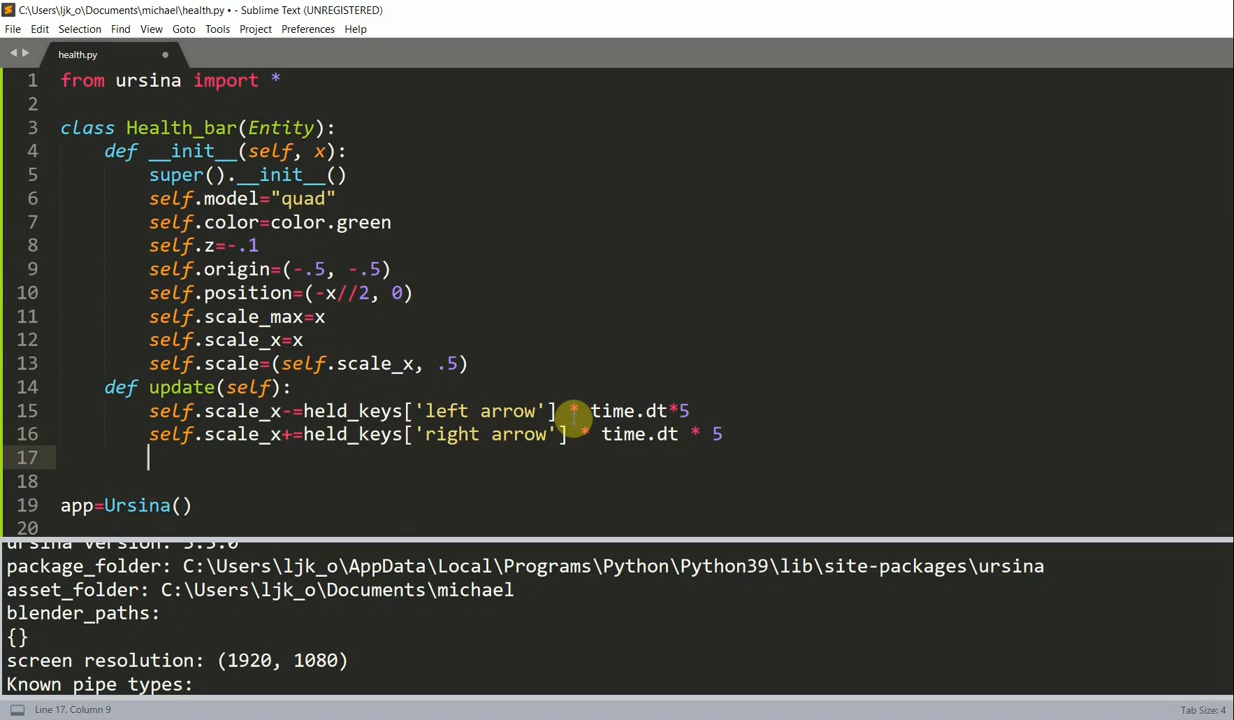 C:\Users\ljk_o\Documents\michael\health.py • - Sublime Text (UNREGISTERED)
File Edit Selection Find View Goto Tools Project Preferences Help
health.py
1 from ursina import *
2
3 class Health_bar(Entity):
4 def __init__(self, x):
5 super().__init__()
6 self.model="quad"
7 self.color=color.green
8 self.z=-.1
9 self.origin=(-.5, -.5)
10 self.position=(-x//2, 0)
11 self.scale_max=x
12 self.scale_x=x
13 self.scale=(self.scale_x, .5)
14 def update(self):
15 self.scale_x-=held_keys['left arrow'] * time.dt*5
16 self.scale_x+=held_keys['right arrow'] * time.dt * 5
17
18
19 app=Ursina()
20
ursina version: 3.5.0
package_folder: C:\Users\ljk_o\AppData\Local\Programs\Python\Python39\lib\site-packages\ursina
asset_folder: C:\Users\ljk_o\Documents\michael
blender_paths:
{}
screen resolution: (1920, 1080)
Known pipe types:
Line 17, Column 9 Tab Size: 4